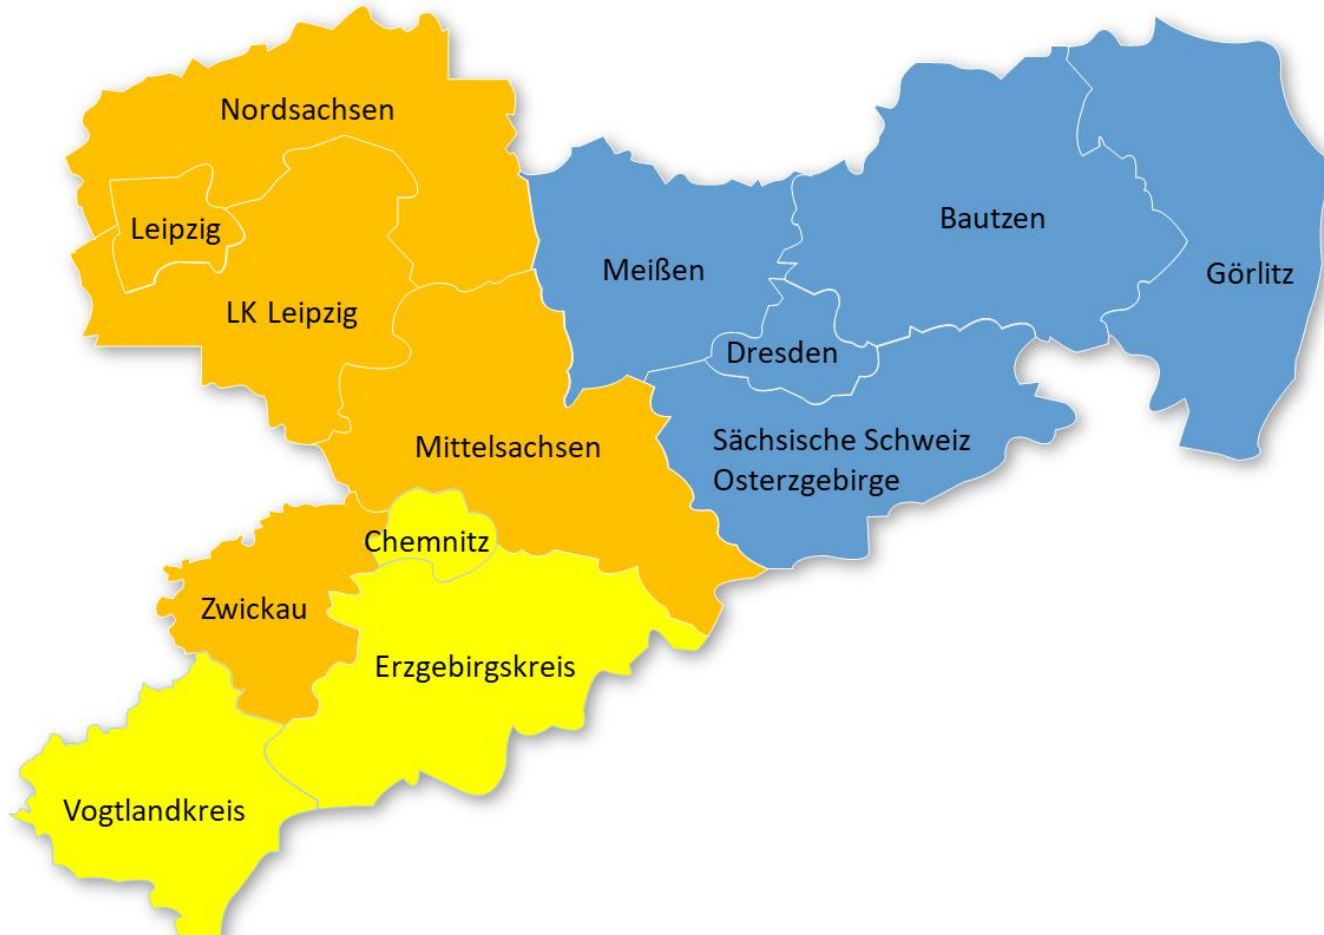 Nordsachsen
Leipzig
LK Leipzig
Meißen
Bautzen
Görlitz
Dresden
Mittelsachsen
Sächsische Schweiz
Osterzgebirge
Chemnitz
Zwickau
Erzgebirgskreis
Vogtlandkreis